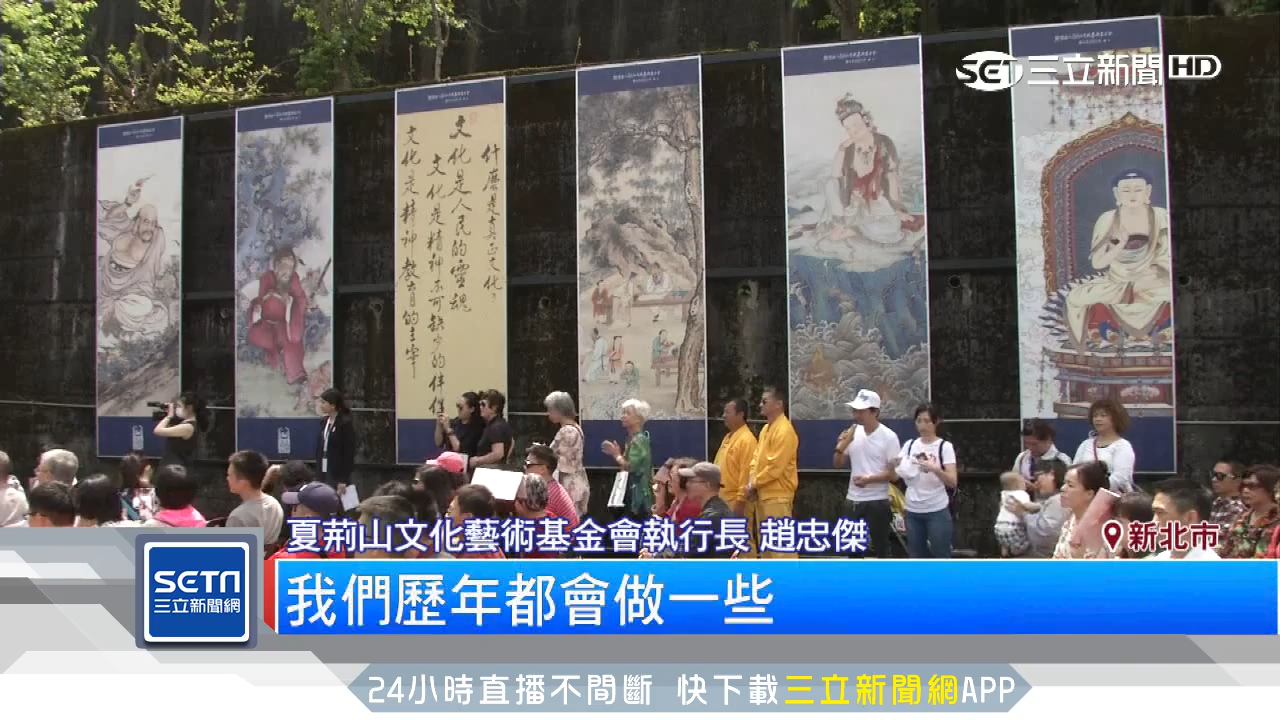 SETN三立新聞HD
什麼是真正文化?
文化是人民的靈魂
文化是精神不可缺少的伴侶
文化是精神教育的主宰
夏荊山文化藝術基金會執行長 趙忠傑
新北市
SETN
三立新聞網
我們歷年都會做一些
24小時直播不間斷 快下載三立新聞網APP